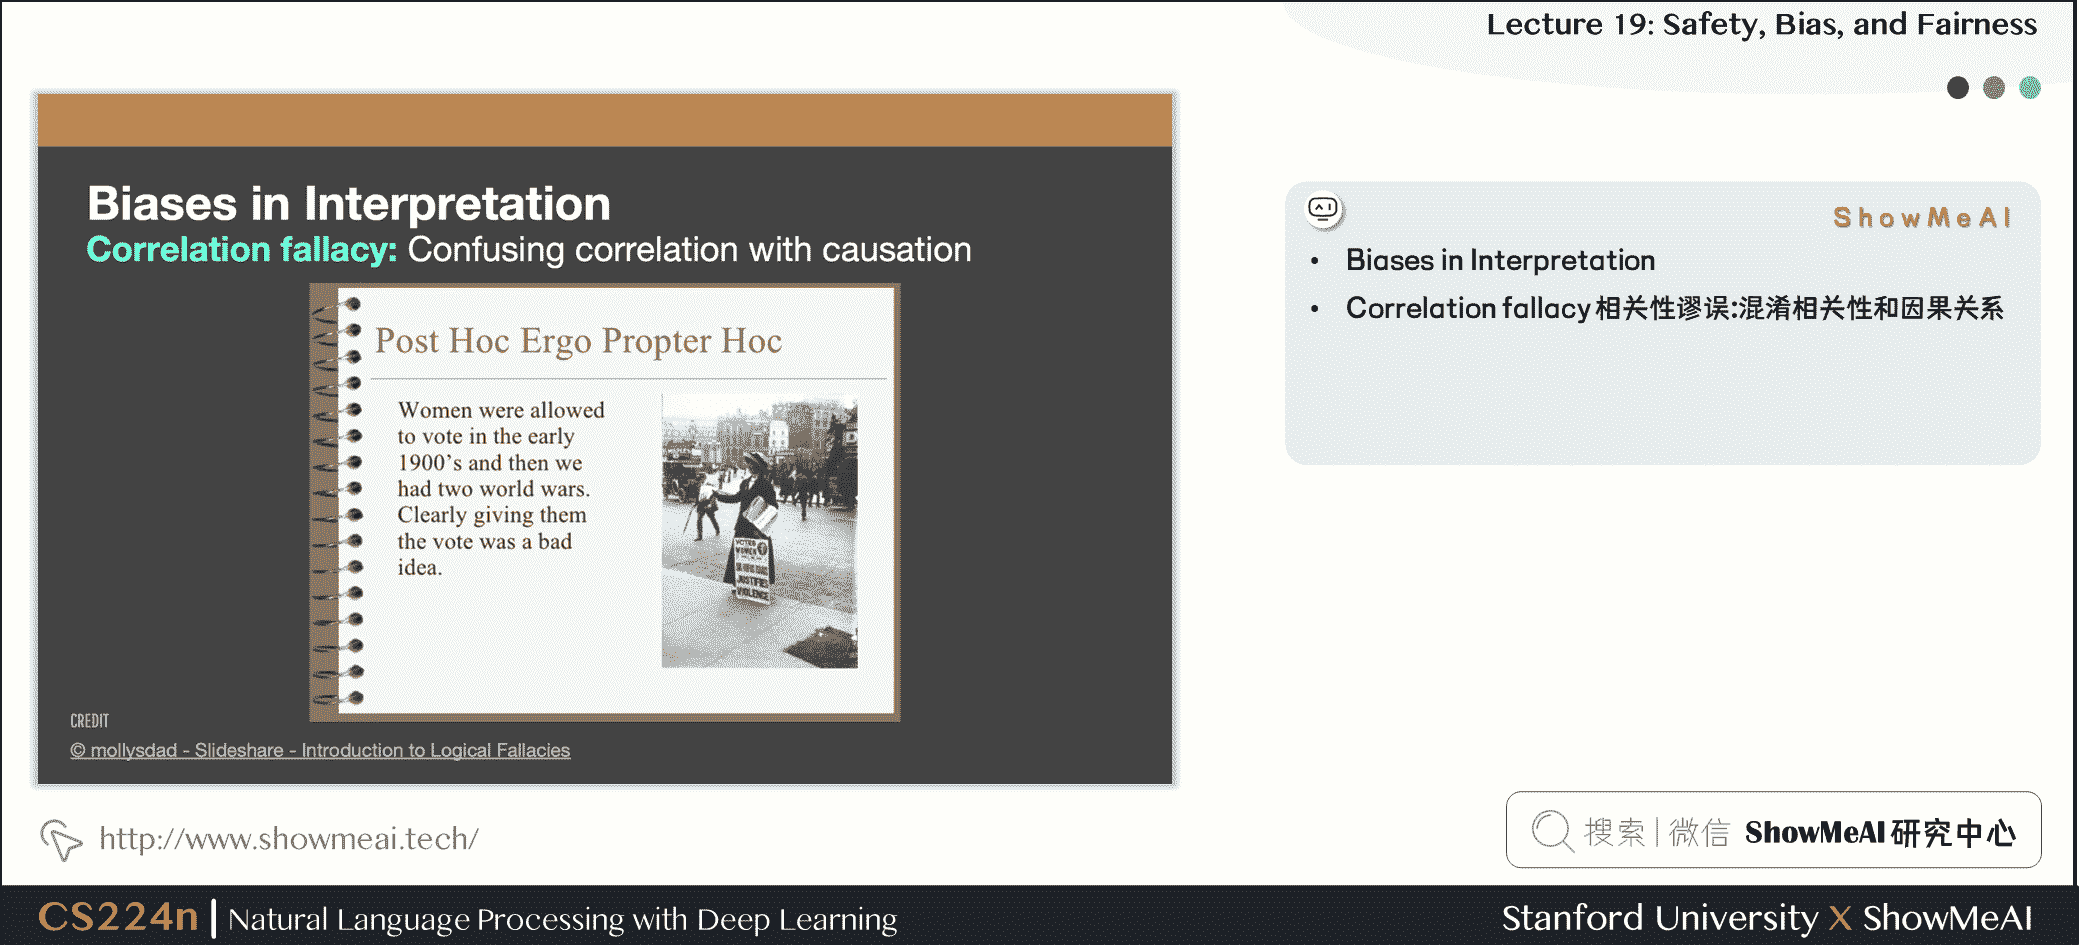 Lecture 19: Safety, Bias, and Fairness
Biases in Interpretation
Correlation fallacy: Confusing correlation with causation
Post Hoc Ergo Propter Hoc
Women were allowed
to vote in the early
1900's and then we
had two world wars.
Clearly giving them
the vote was a bad
idea.
VOTES
WOMEN
JUSTIFIES
VIOLENCE
CREDIT
© mollysdad - Slideshare - Introduction to Logical Fallacies
ShowMeAI
• Biases in Interpretation
• Correlation fallacy 相关性谬误:混淆相关性和因果关系
http://www.showmeai.tech/
搜索 | 微信 ShowMeAI 研究中心
CS224n | Natural Language Processing with Deep Learning
Stanford University X ShowMeAI